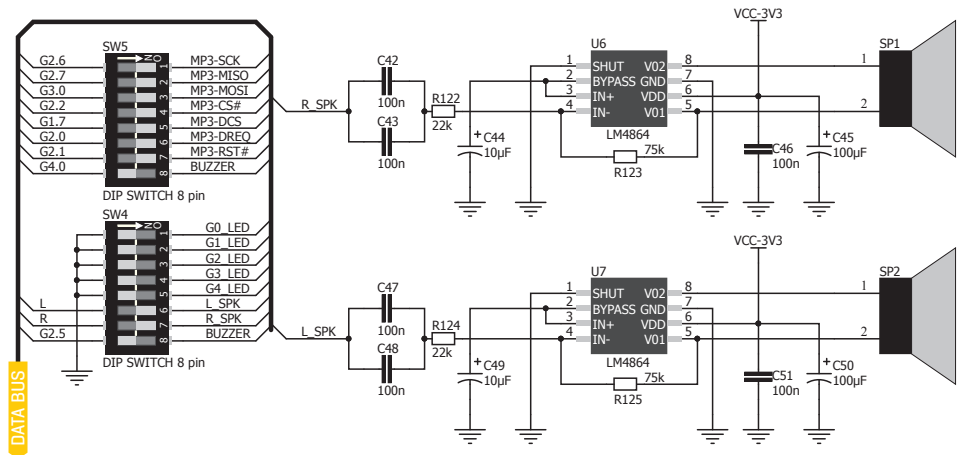 SW5
NO
G2.6 1 MP3-SCK
G2.7 2 MP3-MISO
G3.0 3 MP3-MOSI
G2.2 4 MP3-CS#
G1.7 5 MP3-DCS
G2.0 6 MP3-DREQ
G2.1 7 MP3-RST#
G4.0 8 BUZZER
DIP SWITCH 8 pin
SW4
NO
1 G0_LED
2 G1_LED
3 G2_LED
4 G3_LED
5 G4_LED
L 6 L_SPK
R 7 R_SPK
G2.5 8 BUZZER
DIP SWITCH 8 pin
DATA BUS
R_SPK
C42
100n
C43
100n
R122
22k
C44
10µF
U6
1 SHUT V02 8
2 BYPASS GND 7
3 IN+ VDD 6
4 IN- V01 5
LM4864
75k
R123
VCC-3V3
C46
100n
C45
100µF
SP1
1
2
L_SPK
C47
100n
C48
100n
R124
22k
C49
10µF
U7
1 SHUT V02 8
2 BYPASS GND 7
3 IN+ VDD 6
4 IN- V01 5
LM4864
75k
R125
VCC-3V3
C51
100n
C50
100µF
SP2
1
2